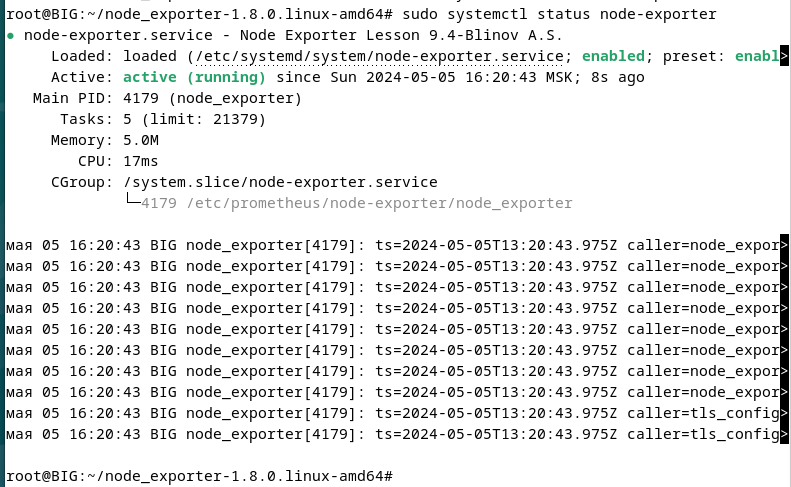 root@BIG:~/node_exporter-1.8.0.linux-amd64# sudo systemctl status node-exporter
● node-exporter.service - Node Exporter Lesson 9.4-Blinov A.S.
     Loaded: loaded (/etc/systemd/system/node-exporter.service; enabled; preset: enabl>
     Active: active (running) since Sun 2024-05-05 16:20:43 MSK; 8s ago
   Main PID: 4179 (node_exporter)
      Tasks: 5 (limit: 21379)
     Memory: 5.0M
        CPU: 17ms
     CGroup: /system.slice/node-exporter.service
             └─4179 /etc/prometheus/node-exporter/node_exporter

мая 05 16:20:43 BIG node_exporter[4179]: ts=2024-05-05T13:20:43.975Z caller=node_expor>
мая 05 16:20:43 BIG node_exporter[4179]: ts=2024-05-05T13:20:43.975Z caller=node_expor>
мая 05 16:20:43 BIG node_exporter[4179]: ts=2024-05-05T13:20:43.975Z caller=node_expor>
мая 05 16:20:43 BIG node_exporter[4179]: ts=2024-05-05T13:20:43.975Z caller=node_expor>
мая 05 16:20:43 BIG node_exporter[4179]: ts=2024-05-05T13:20:43.975Z caller=node_expor>
мая 05 16:20:43 BIG node_exporter[4179]: ts=2024-05-05T13:20:43.975Z caller=node_expor>
мая 05 16:20:43 BIG node_exporter[4179]: ts=2024-05-05T13:20:43.975Z caller=node_expor>
мая 05 16:20:43 BIG node_exporter[4179]: ts=2024-05-05T13:20:43.975Z caller=node_expor>
мая 05 16:20:43 BIG node_exporter[4179]: ts=2024-05-05T13:20:43.975Z caller=tls_config>
мая 05 16:20:43 BIG node_exporter[4179]: ts=2024-05-05T13:20:43.975Z caller=tls_config>

root@BIG:~/node_exporter-1.8.0.linux-amd64#